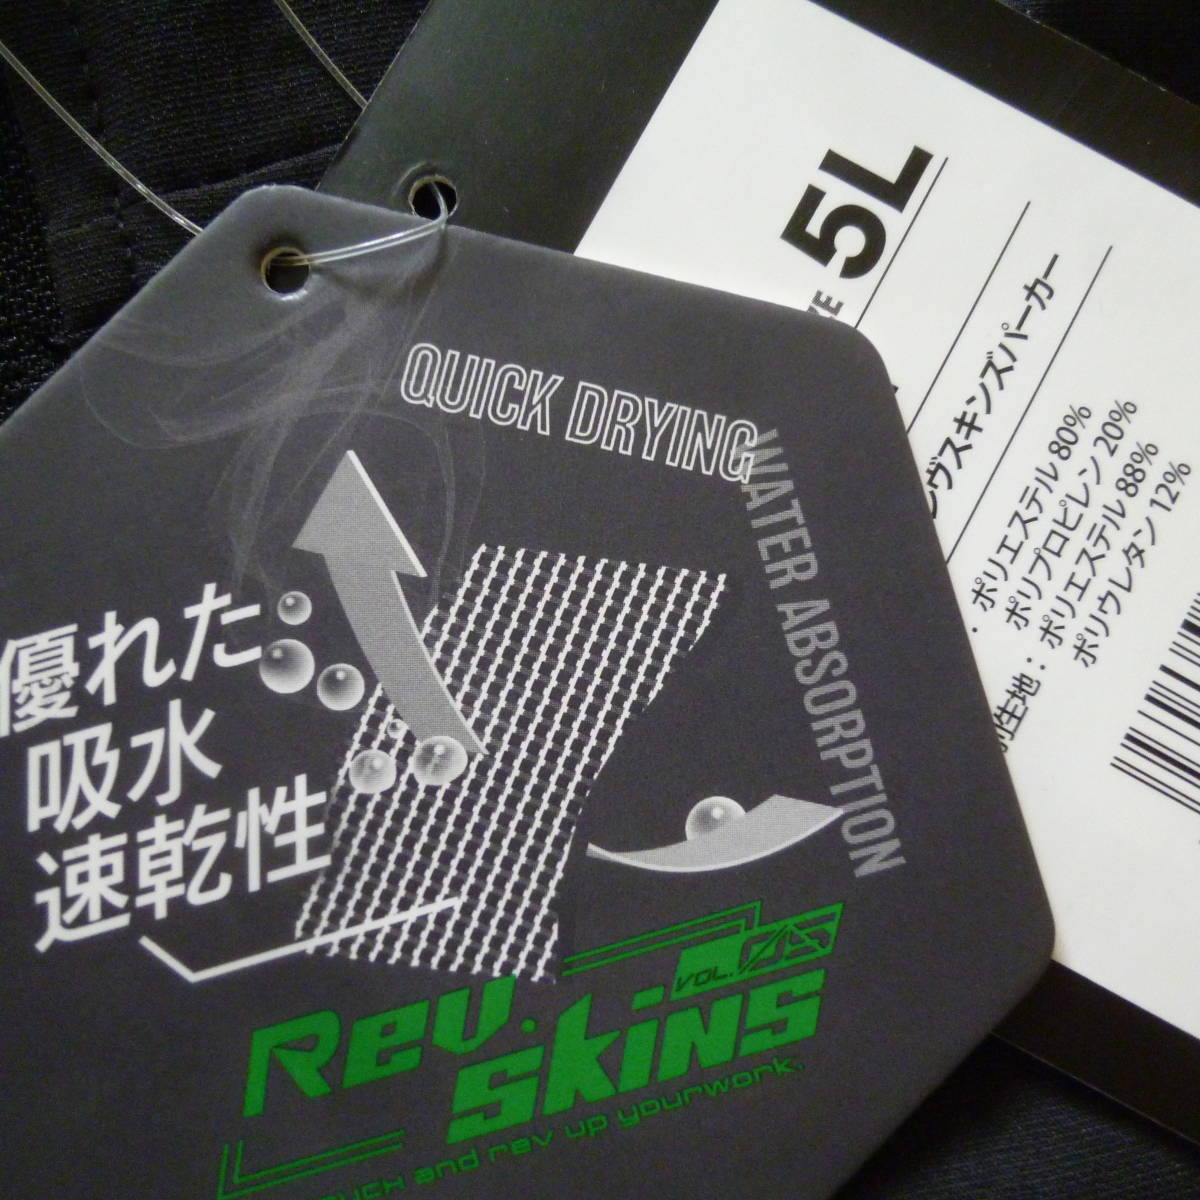 QUICK DRYING
WATER ABSORPTION
優れた
吸水
速乾性
Rev.
SkiNS
VOL.
and rev up yourwork.
5L
ヴスキンズパーカー
ポリエステル 80%
ポリプロピレン 20%
生地: ポリエステル 88%
ポリウレタン 12%